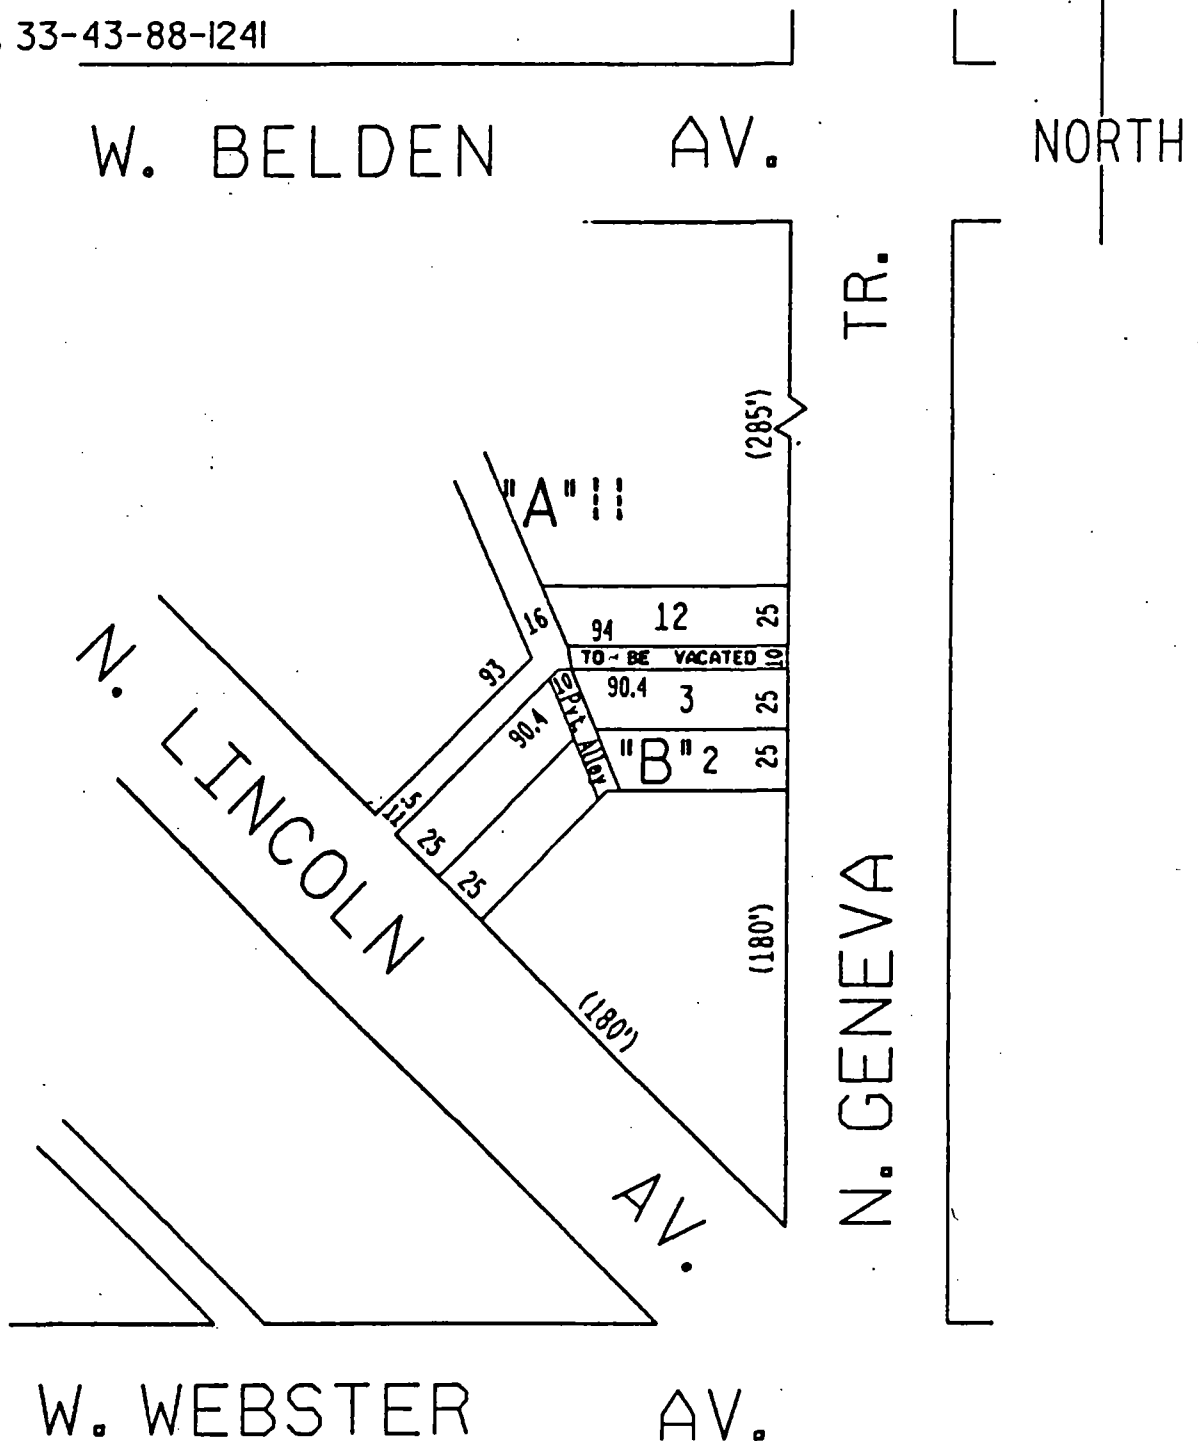 33-43-88-1241
W. BELDEN AV.
NORTH
TR.
(285')
"A" 11
16
12
94
25
TO - BE VACATED 10
93
90.4
3
25
10
Pvt. Alley
90.4
"B" 2
25
N. LINCOLN AV.
11.5
25
25
(180')
(180')
N. GENEVA
W. WEBSTER AV.